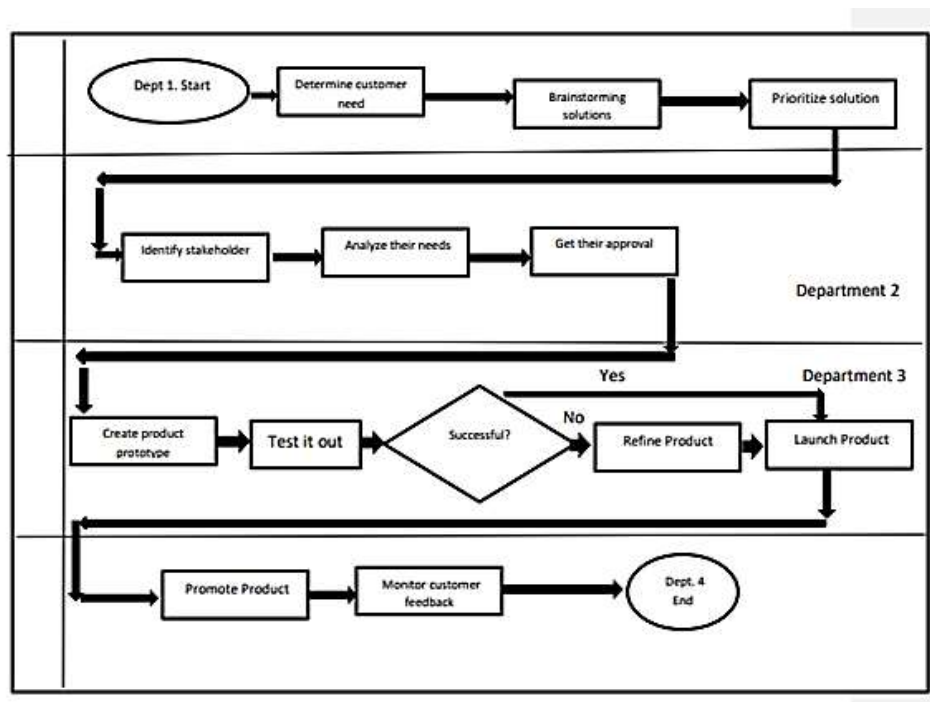 Dept 1. Start
Determine customer
need
Brainstorming
solutions
Prioritize solution
Identify stakeholder
Analyze their needs
Get their approval
Department 2
Yes
Department 3
Create product
prototype
Test it out
Successful?
No
Refine Product
Launch Product
Promote Product
Monitor customer
feedback
Dept. 4
End